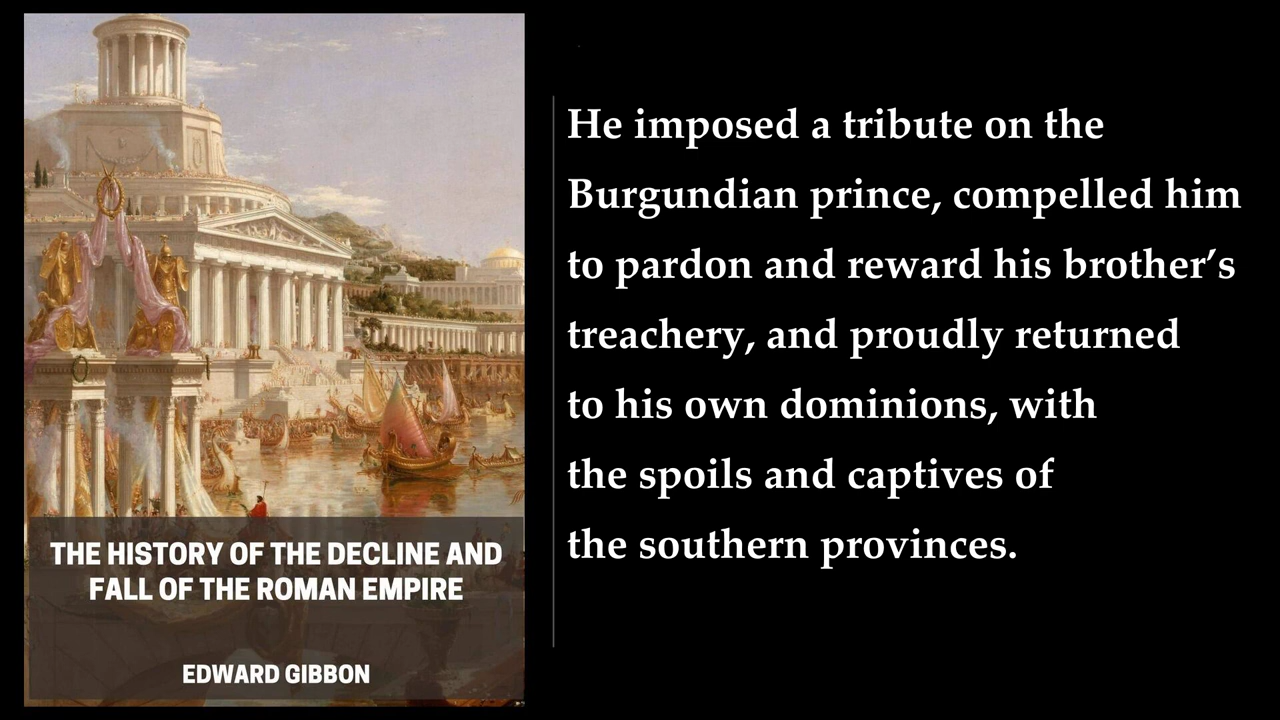 THE HISTORY OF THE DECLINE AND
FALL OF THE ROMAN EMPIRE
EDWARD GIBBON
He imposed a tribute on the
Burgundian prince, compelled him
to pardon and reward his brother’s
treachery, and proudly returned
to his own dominions, with
the spoils and captives of
the southern provinces.